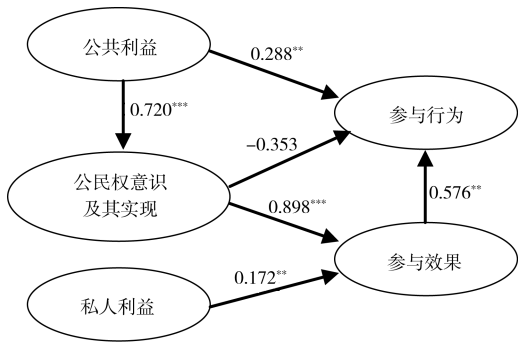 公共利益
0.288**
0.720***
参与行为
-0.353
公民权意识
及其实现
0.576**
0.898***
参与效果
0.172**
私人利益